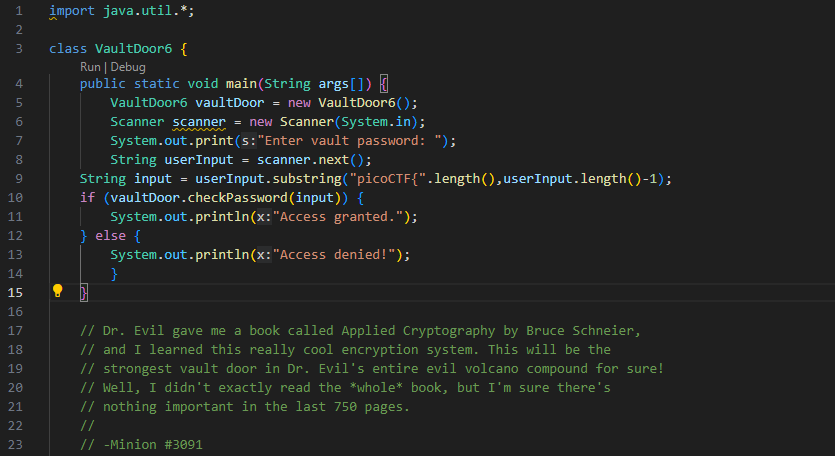 1 import java.util.*;
2
3 class VaultDoor6 {
Run | Debug
4 public static void main(String args[]) {
5 VaultDoor6 vaultDoor = new VaultDoor6();
6 Scanner scanner = new Scanner(System.in);
7 System.out.print(s:"Enter vault password: ");
8 String userInput = scanner.next();
9 String input = userInput.substring("picoCTF{".length(),userInput.length()-1);
10 if (vaultDoor.checkPassword(input)) {
11 System.out.println(x:"Access granted.");
12 } else {
13 System.out.println(x:"Access denied!");
14 }
15 }
16
17 // Dr. Evil gave me a book called Applied Cryptography by Bruce Schneier,
18 // and I learned this really cool encryption system. This will be the
19 // strongest vault door in Dr. Evil's entire evil volcano compound for sure!
20 // Well, I didn't exactly read the *whole* book, but I'm sure there's
21 // nothing important in the last 750 pages.
22 //
23 // -Minion #3091